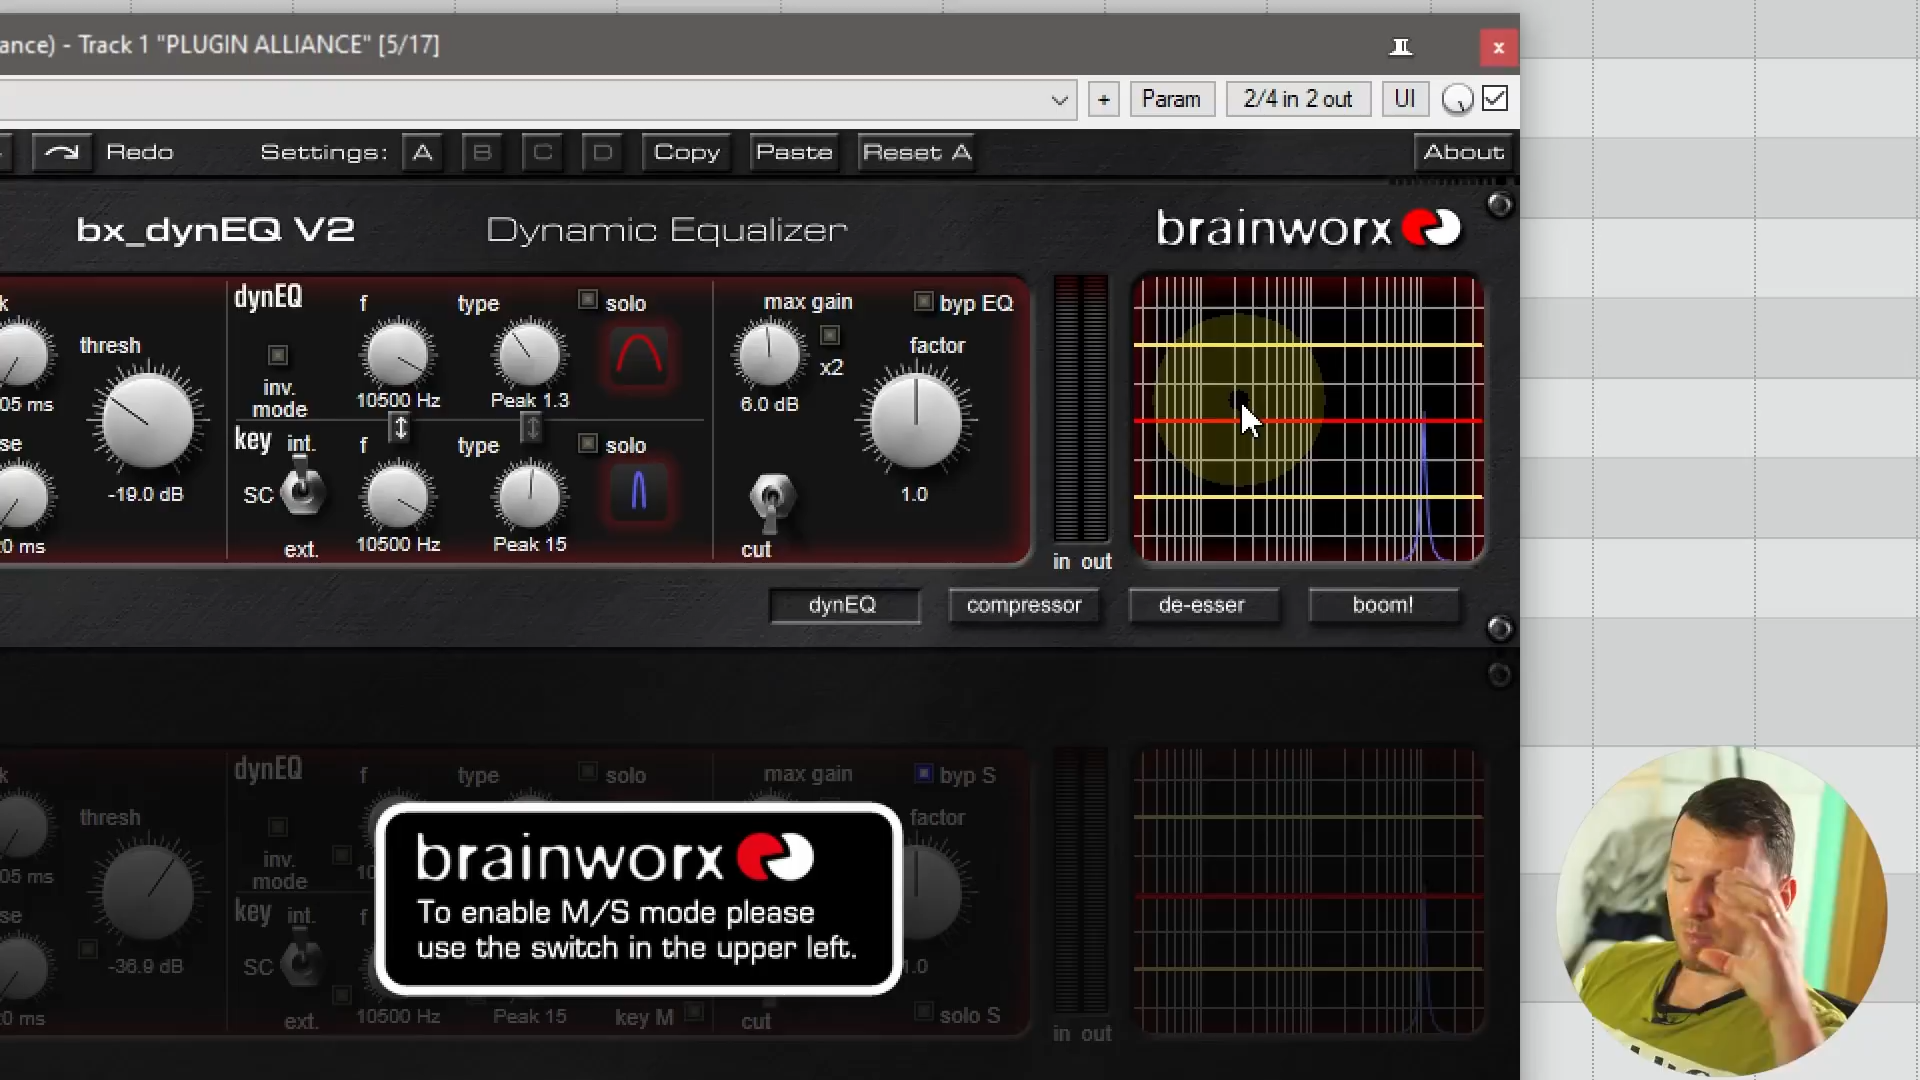 ance) - Track 1 "PLUGIN ALLIANCE" [5/17]
+ Param 2/4 in 2 out UI
Redo Settings: A B C D Copy Paste Reset A About
bx_dynEQ V2 Dynamic Equalizer brainworx
k thresh dynEQ f type solo max gain byp EQ
inv. mode x2 factor
05 ms 10500 Hz Peak 1.3 6.0 dB
se key int. f type solo
-19.0 dB SC 1.0
0 ms ext. 10500 Hz Peak 15 cut in out
dynEQ compressor de-esser boom!
k thresh dynEQ f type solo max gain byp S
inv. mode factor
05 ms 10
se key int. f
-36.9 dB SC 1.0
0 ms ext. 10500 Hz Peak 15 key M cut solo S
in out
brainworx
To enable M/S mode please
use the switch in the upper left.